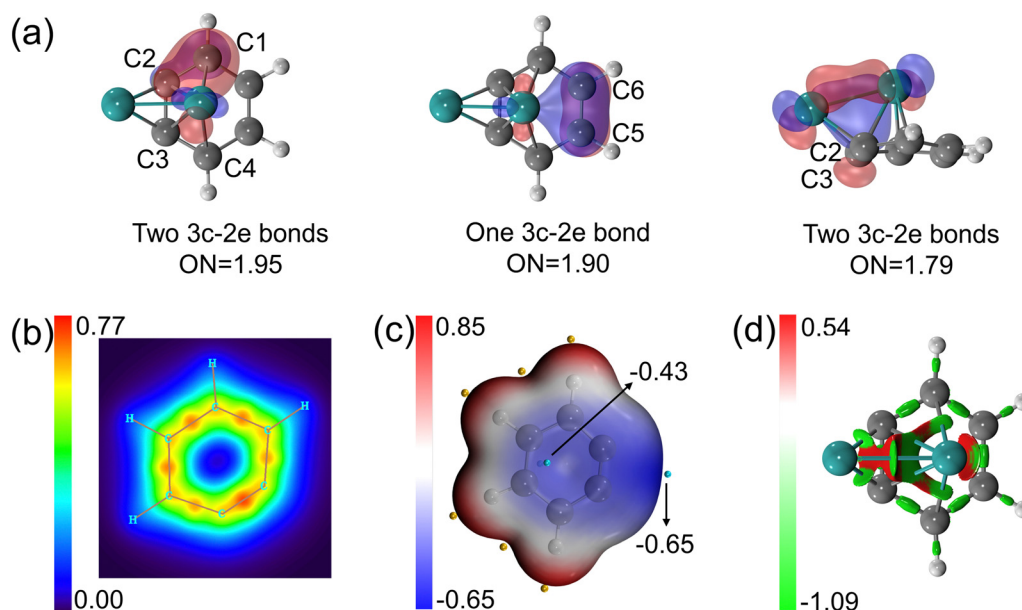 (a)
C2
C1
C3
C4
C6
C5
C2
C3
Two 3c-2e bonds
ON=1.95
One 3c-2e bond
ON=1.90
Two 3c-2e bonds
ON=1.79
(b)
0.77
0.00
H
H
H
H
C
C
C
C
C
C
(c)
0.85
-0.65
-0.43
-0.65
(d)
0.54
-1.09